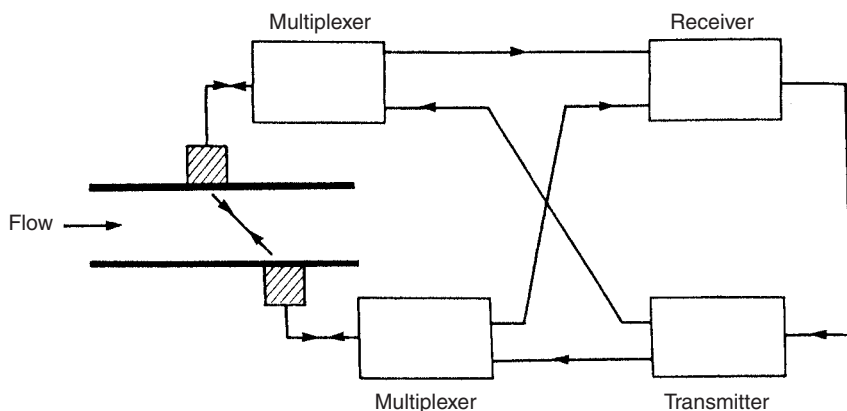 Multiplexer
Receiver
Flow
Multiplexer
Transmitter